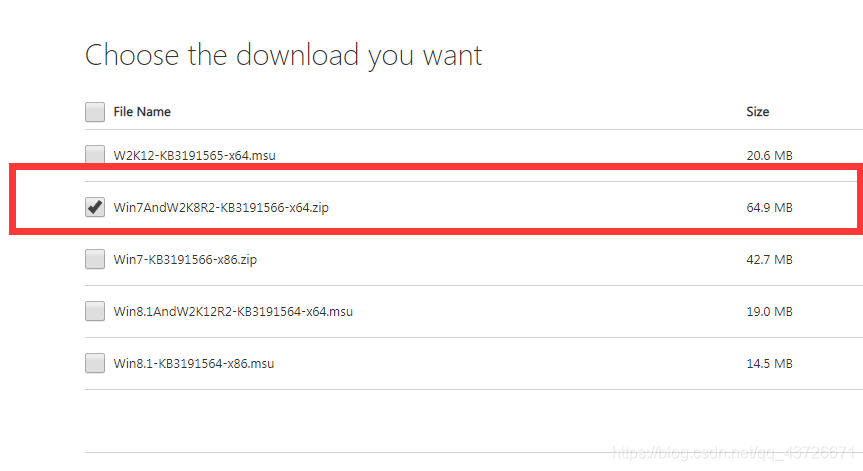 Choose the download you want
File Name Size
W2K12-KB3191565-x64.msu 20.6 MB
Win7AndW2K8R2-KB3191566-x64.zip 64.9 MB
Win7-KB3191566-x86.zip 42.7 MB
Win8.1AndW2K12R2-KB3191564-x64.msu 19.0 MB
Win8.1-KB3191564-x86.msu 14.5 MB
https://blog.csdn.net/qq_43726671